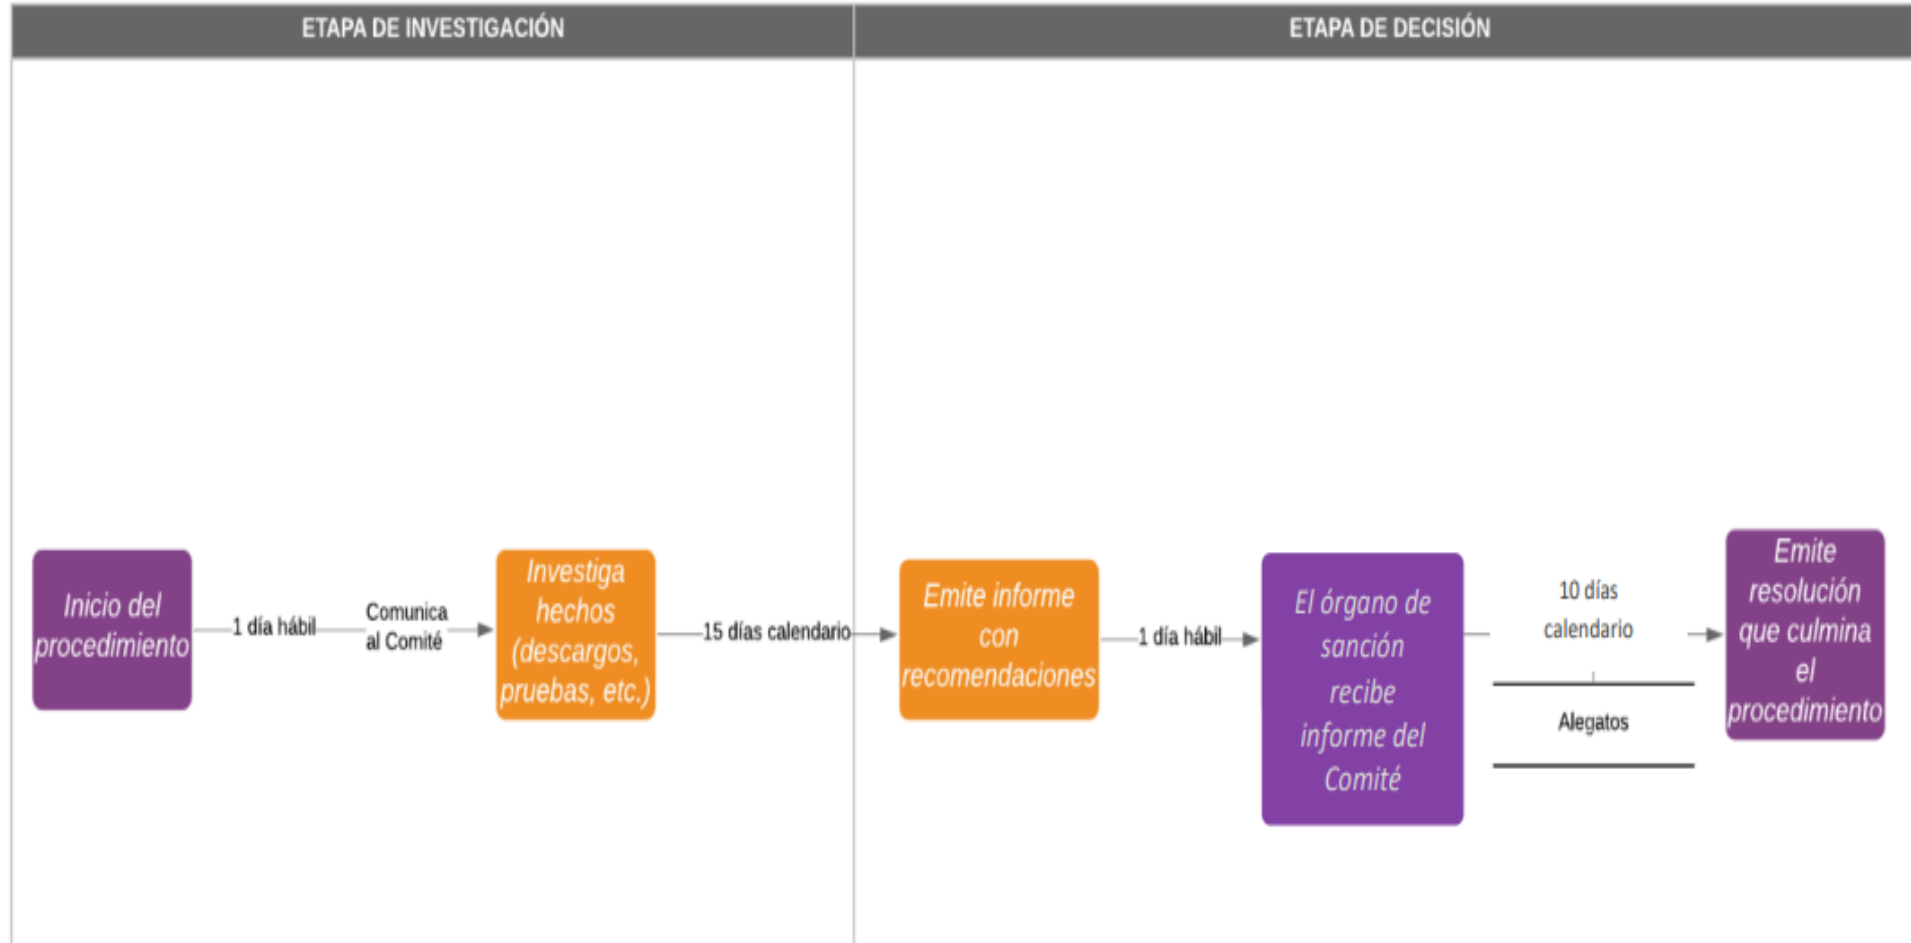 ETAPA DE INVESTIGACIÓN
ETAPA DE DECISIÓN
Inicio del
procedimiento
1 día hábil
Comunica
al Comité
Investiga
hechos
(descargos,
pruebas, etc.)
15 días calendario
Emite informe
con
recomendaciones
1 día hábil
El órgano de
sanción
recibe
informe del
Comité
10 días
calendario
Alegatos
Emite
resolución
que culmina
el
procedimiento